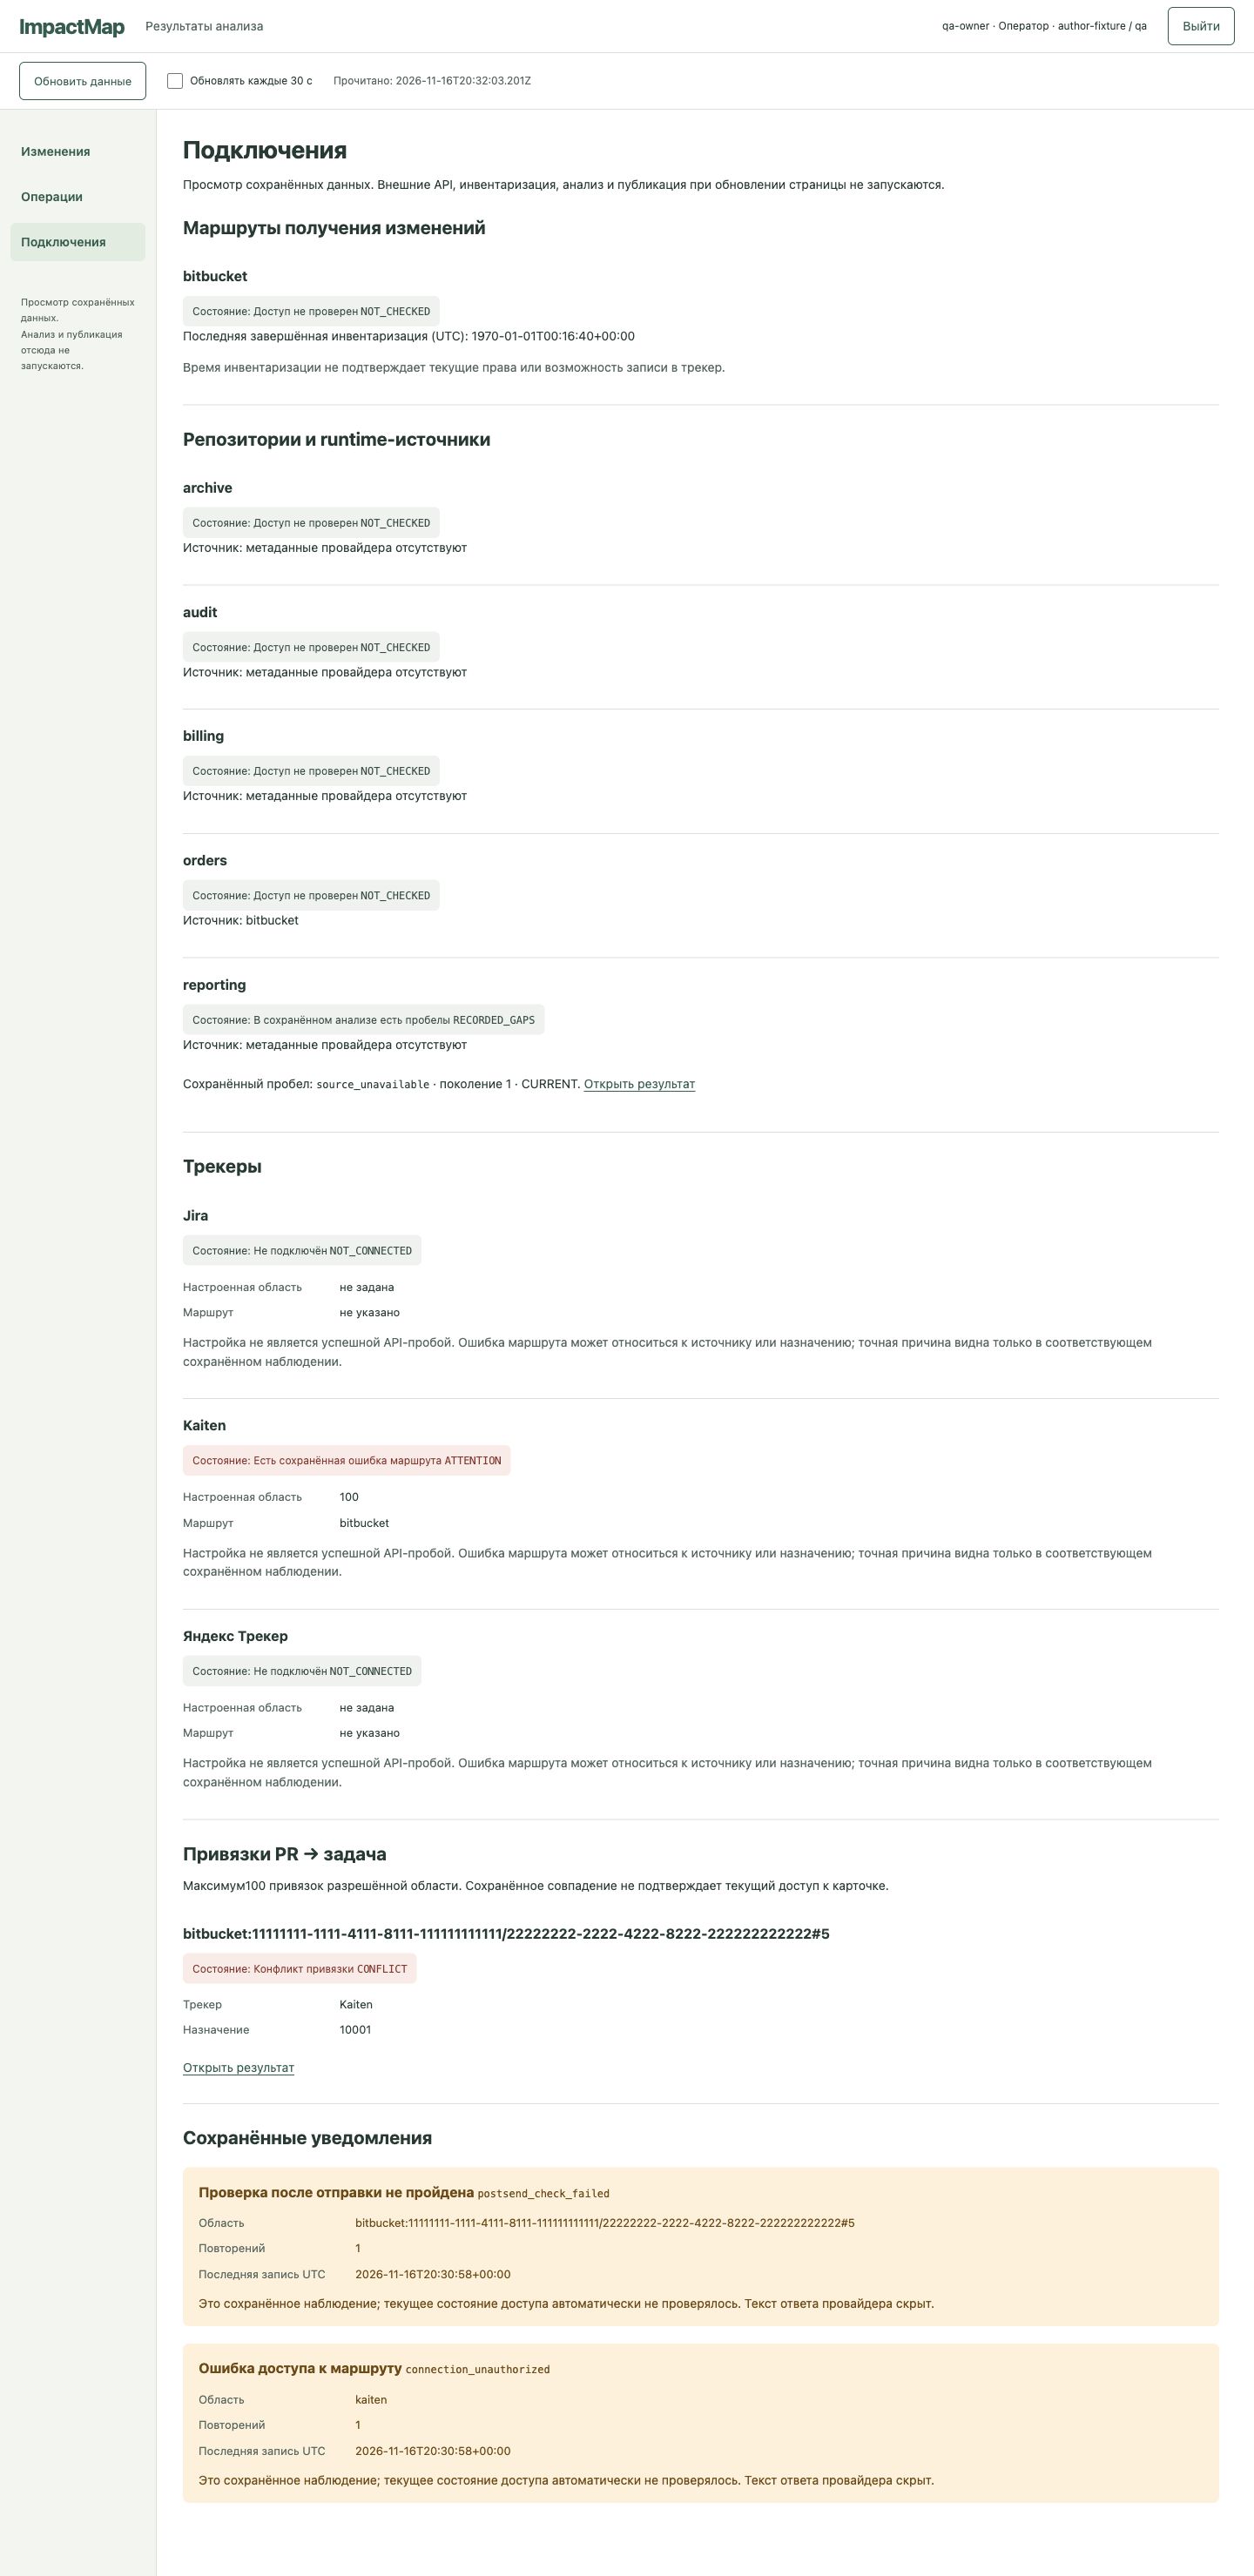 ImpactMap Результаты анализа qa-owner · Оператор · author-fixture / qa Выйти
Обновить данные Обновлять каждые 30 с Прочитано: 2026-11-16T20:32:03.201Z
Изменения
Операции
Подключения
Просмотр сохранённых
данных.
Анализ и публикация
отсюда не
запускаются.
Подключения
Просмотр сохранённых данных. Внешние API, инвентаризация, анализ и публикация при обновлении страницы не запускаются.
Маршруты получения изменений
bitbucket
Состояние: Доступ не проверен NOT_CHECKED
Последняя завершённая инвентаризация (UTC): 1970-01-01T00:16:40+00:00
Время инвентаризации не подтверждает текущие права или возможность записи в трекер.
Репозитории и runtime-источники
archive
Состояние: Доступ не проверен NOT_CHECKED
Источник: метаданные провайдера отсутствуют
audit
Состояние: Доступ не проверен NOT_CHECKED
Источник: метаданные провайдера отсутствуют
billing
Состояние: Доступ не проверен NOT_CHECKED
Источник: метаданные провайдера отсутствуют
orders
Состояние: Доступ не проверен NOT_CHECKED
Источник: bitbucket
reporting
Состояние: В сохранённом анализе есть пробелы RECORDED_GAPS
Источник: метаданные провайдера отсутствуют
Сохранённый пробел: source_unavailable · поколение 1 · CURRENT. Открыть результат
Трекеры
Jira
Состояние: Не подключён NOT_CONNECTED
Настроенная область не задана
Маршрут не указано
Настройка не является успешной API-пробой. Ошибка маршрута может относиться к источнику или назначению; точная причина видна только в соответствующем
сохранённом наблюдении.
Kaiten
Состояние: Есть сохранённая ошибка маршрута ATTENTION
Настроенная область 100
Маршрут bitbucket
Настройка не является успешной API-пробой. Ошибка маршрута может относиться к источнику или назначению; точная причина видна только в соответствующем
сохранённом наблюдении.
Яндекс Трекер
Состояние: Не подключён NOT_CONNECTED
Настроенная область не задана
Маршрут не указано
Настройка не является успешной API-пробой. Ошибка маршрута может относиться к источнику или назначению; точная причина видна только в соответствующем
сохранённом наблюдении.
Привязки PR → задача
Максимум100 привязок разрешённой области. Сохранённое совпадение не подтверждает текущий доступ к карточке.
bitbucket:11111111-1111-4111-8111-111111111111/22222222-2222-4222-8222-222222222222#5
Состояние: Конфликт привязки CONFLICT
Трекер Kaiten
Назначение 10001
Открыть результат
Сохранённые уведомления
Проверка после отправки не пройдена postsend_check_failed
Область bitbucket:11111111-1111-4111-8111-111111111111/22222222-2222-4222-8222-222222222222#5
Повторений 1
Последняя запись UTC 2026-11-16T20:30:58+00:00
Это сохранённое наблюдение; текущее состояние доступа автоматически не проверялось. Текст ответа провайдера скрыт.
Ошибка доступа к маршруту connection_unauthorized
Область kaiten
Повторений 1
Последняя запись UTC 2026-11-16T20:30:58+00:00
Это сохранённое наблюдение; текущее состояние доступа автоматически не проверялось. Текст ответа провайдера скрыт.